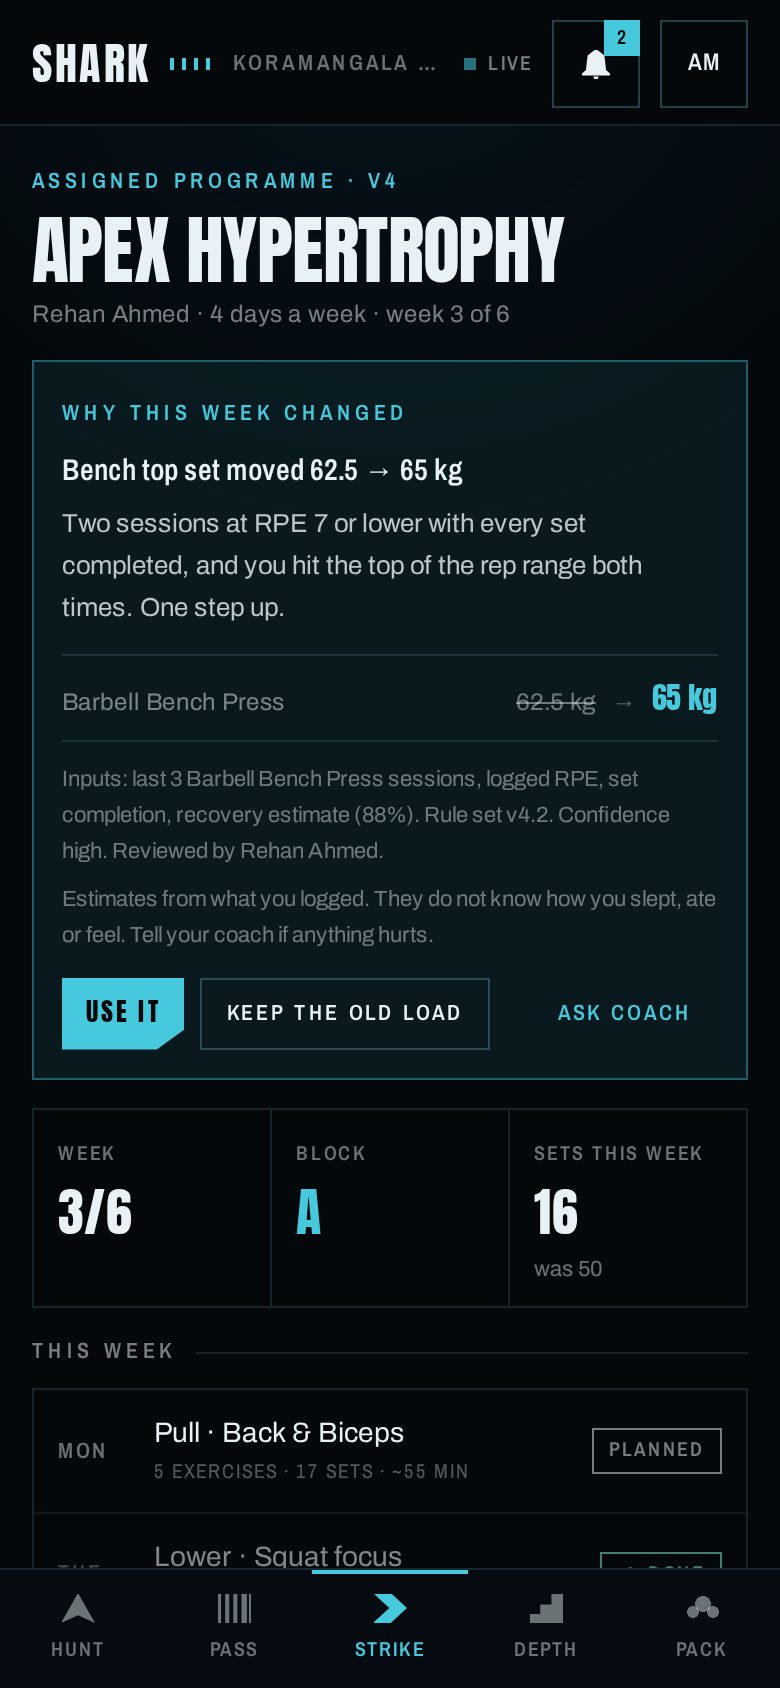 SHARK
KORAMANGALA ...
LIVE
2
AM
ASSIGNED PROGRAMME · V4
APEX HYPERTROPHY
Rehan Ahmed · 4 days a week · week 3 of 6
WHY THIS WEEK CHANGED
Bench top set moved 62.5 → 65 kg
Two sessions at RPE 7 or lower with every set
completed, and you hit the top of the rep range both
times. One step up.
Barbell Bench Press 62.5 kg → 65 kg
Inputs: last 3 Barbell Bench Press sessions, logged RPE, set
completion, recovery estimate (88%). Rule set v4.2. Confidence
high. Reviewed by Rehan Ahmed.
Estimates from what you logged. They do not know how you slept, ate
or feel. Tell your coach if anything hurts.
USE IT
KEEP THE OLD LOAD
ASK COACH
WEEK
3/6
BLOCK
A
SETS THIS WEEK
16
was 50
THIS WEEK
MON
Pull · Back & Biceps
5 EXERCISES · 17 SETS · ~55 MIN
PLANNED
Lower · Squat focus
HUNT
PASS
STRIKE
DEPTH
PACK